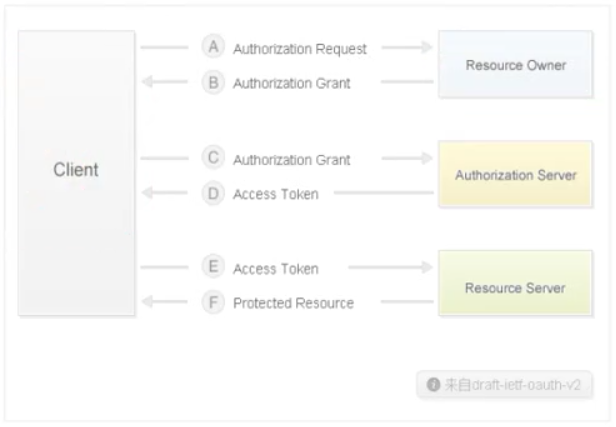 A Authorization Request
Resource Owner
B Authorization Grant
Client
C Authorization Grant
Authorization Server
D Access Token
E Access Token
Resource Server
F Protected Resource
i 来自draft-ietf-oauth-v2